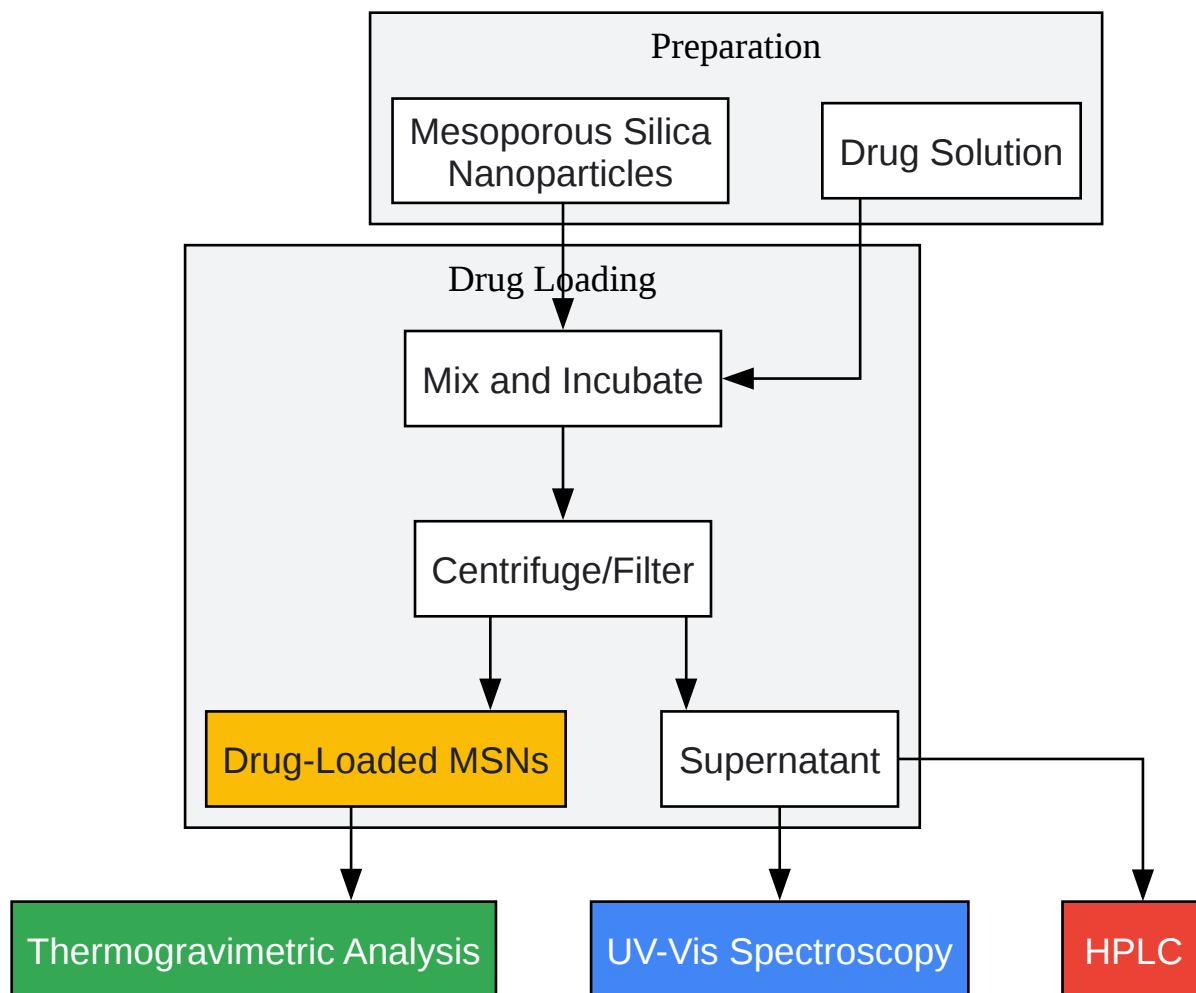 Preparation
Mesoporous Silica
Nanoparticles
Drug Solution
Drug Loading
Mix and Incubate
Centrifuge/Filter
Drug-Loaded MSNs
Supernatant
Thermogravimetric Analysis
UV-Vis Spectroscopy
HPLC